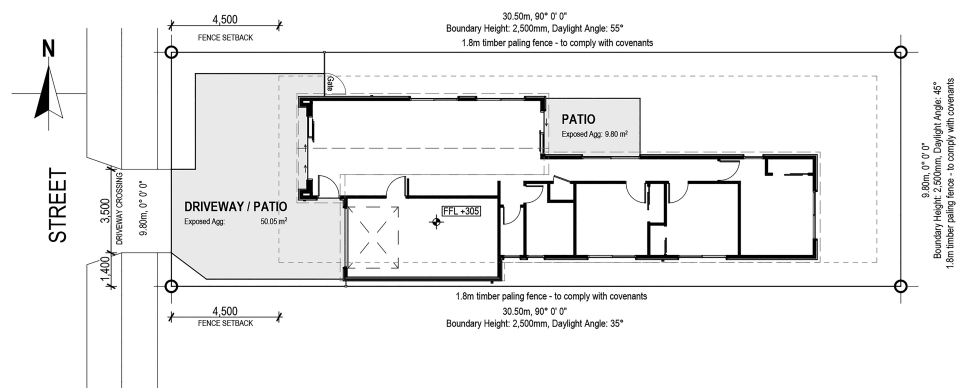 4,500
FENCE SETBACK
30.50m, 90° 0' 0"
Boundary Height: 2,500mm, Daylight Angle: 55°
1.8m timber paling fence - to comply with covenants
N
Gate
PATIO
Exposed Agg: 9.80 m²
STREET
3,500
DRIVEWAY CROSSING
9.80m, 0° 0' 0"
1,400
DRIVEWAY / PATIO
Exposed Agg: 50.05 m²
FFL +305
9.80m, 0° 0' 0"
Boundary Height: 2,500mm, Daylight Angle: 45°
1.8m timber paling fence - to comply with covenants
4,500
FENCE SETBACK
1.8m timber paling fence - to comply with covenants
30.50m, 90° 0' 0"
Boundary Height: 2,500mm, Daylight Angle: 35°